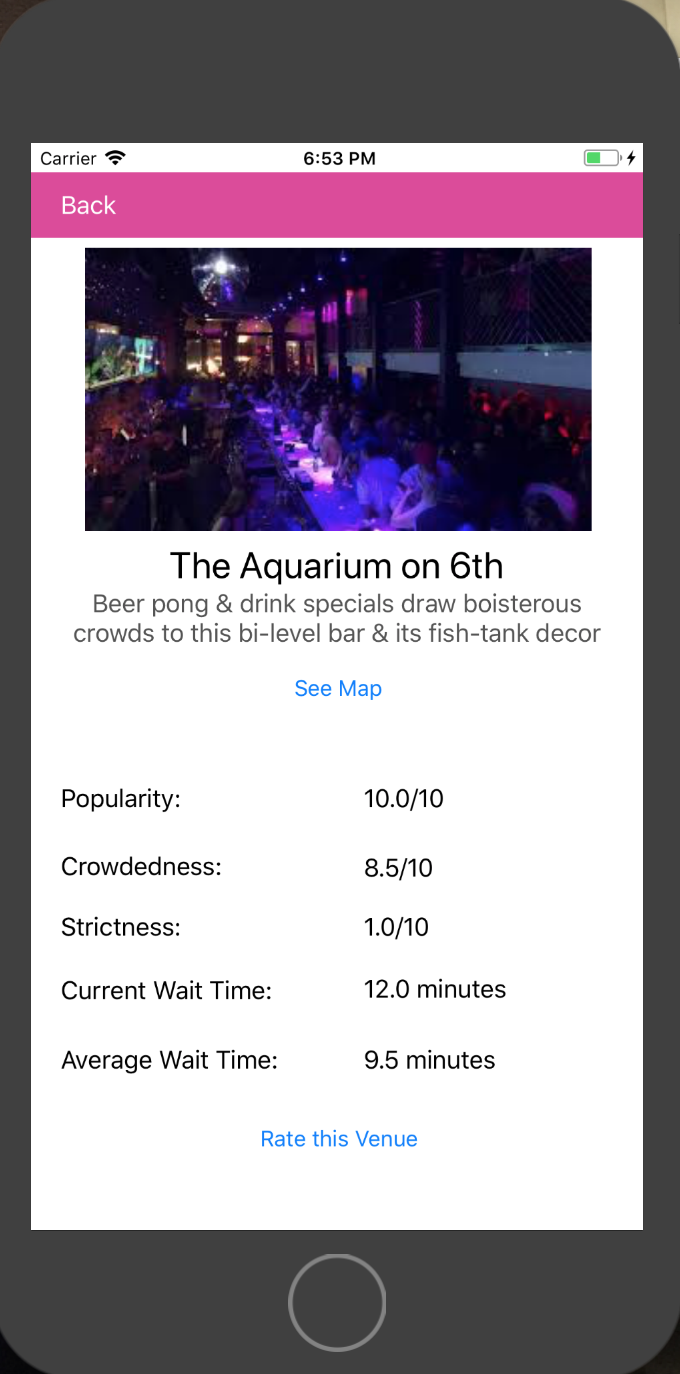 Carrier 6:53 PM
Back
The Aquarium on 6th
Beer pong & drink specials draw boisterous
crowds to this bi-level bar & its fish-tank decor
See Map
Popularity: 10.0/10
Crowdedness: 8.5/10
Strictness: 1.0/10
Current Wait Time: 12.0 minutes
Average Wait Time: 9.5 minutes
Rate this Venue